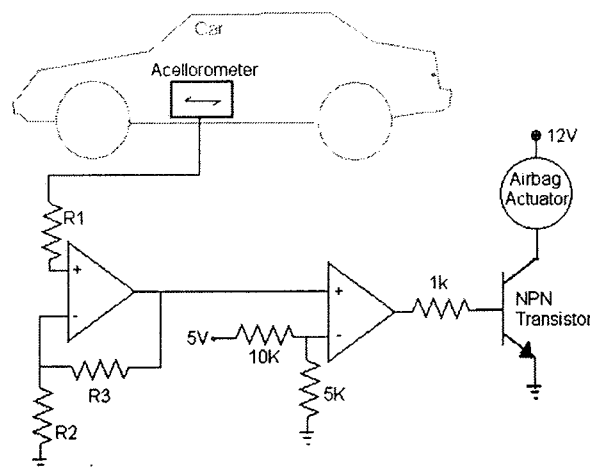 Car
Acellorometer
12V
Airbag
Actuator
R1
+
-
R3
R2
5V
10K
5K
+
-
1k
NPN
Transistor